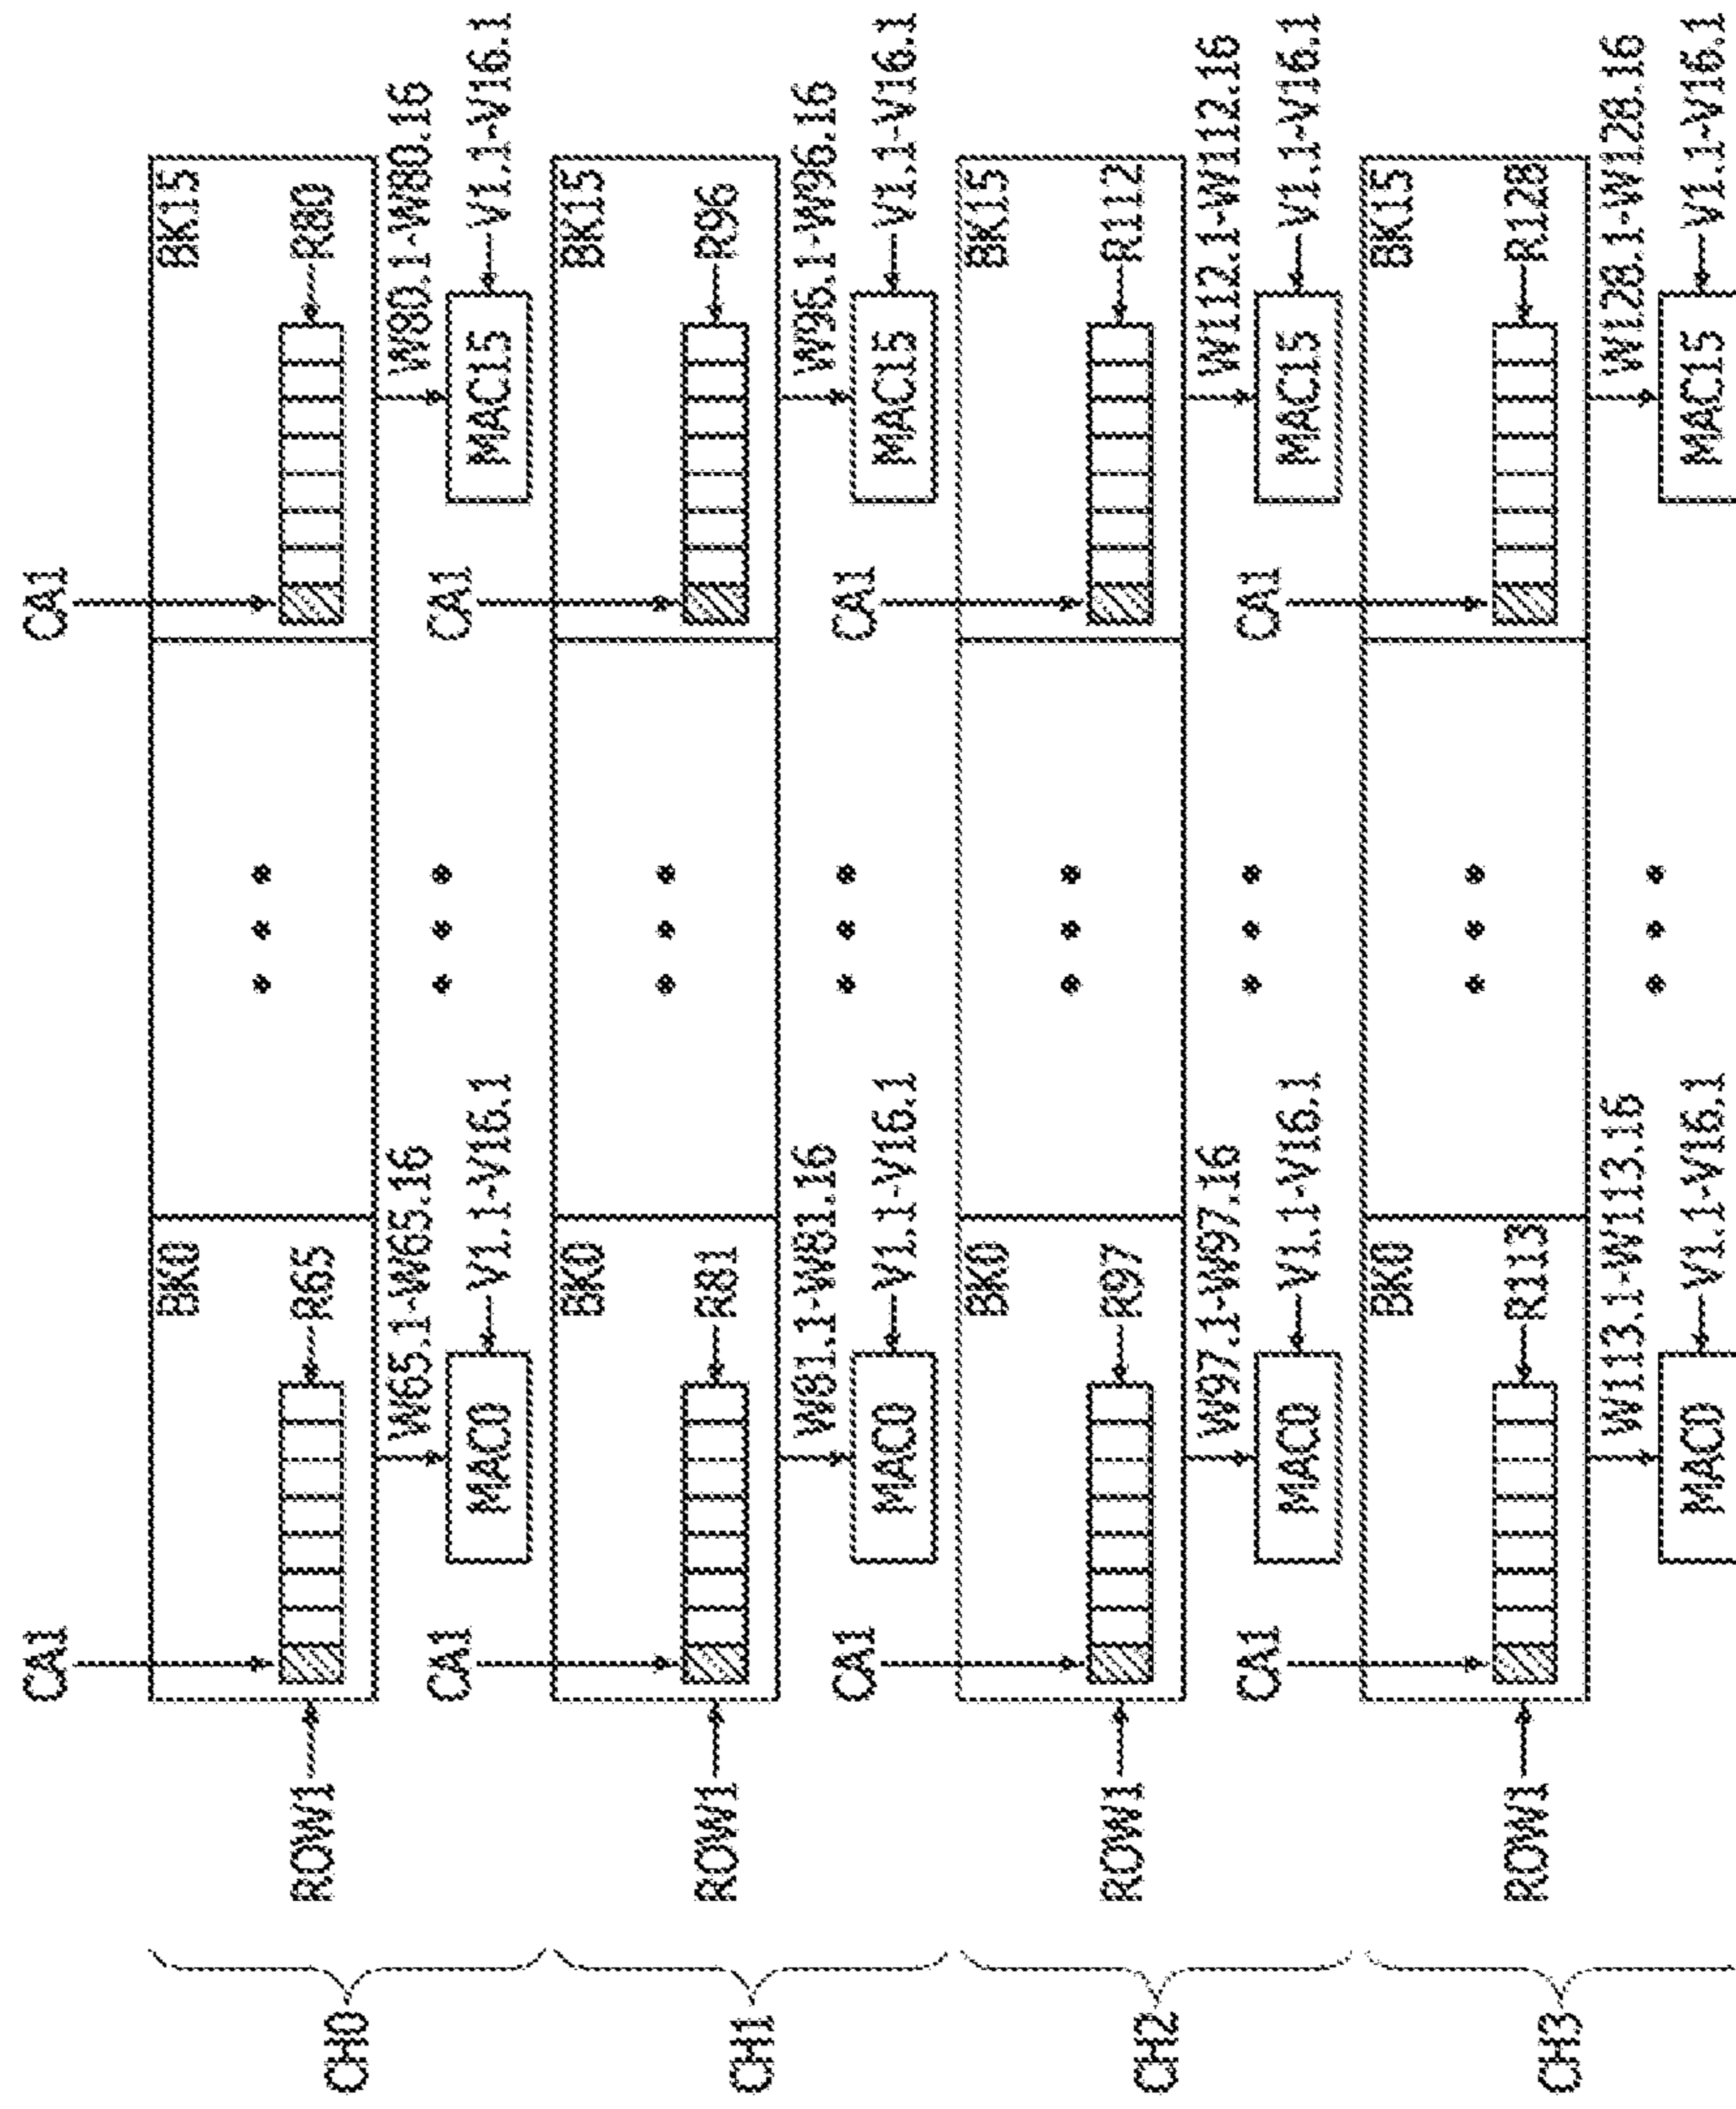 CA1 CA1
BK0 BK15
CH0 ROW1 R65 R80
W65.1-W65.16 W80.1-W80.16
MAC0 V1.1-V16.1 MAC15 V1.1-V16.1
CA1 CA1
BK0 BK15
CH1 ROW1 R81 R96
W81.1-W81.16 W96.1-W96.16
MAC0 V1.1-V16.1 MAC15 V1.1-V16.1
CA1 CA1
BK0 BK15
CH2 ROW1 R97 R112
W97.1-W97.16 W112.1-W112.16
MAC0 V1.1-V16.1 MAC15 V1.1-V16.1
CA1 CA1
BK0 BK15
CH3 ROW1 R113 R128
W113.1-W113.16 W128.1-W128.16
MAC0 V1.1-V16.1 MAC15 V1.1-V16.1